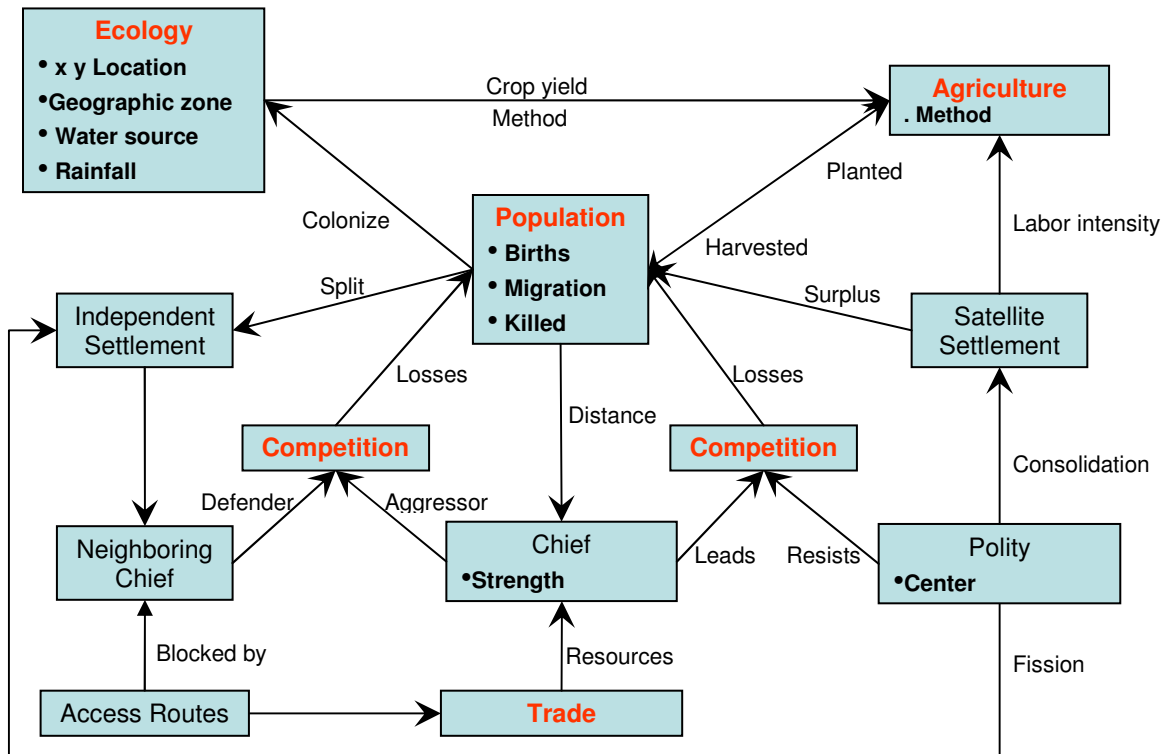 Ecology
• x y Location
•Geographic zone
• Water source
• Rainfall
Crop yield
Method
Agriculture
. Method
Colonize
Planted
Population
• Births
• Migration
• Killed
Harvested
Labor intensity
Split
Surplus
Independent
Settlement
Satellite
Settlement
Losses
Losses
Distance
Competition
Competition
Consolidation
Defender
Aggressor
Neighboring
Chief
Chief
•Strength
Leads
Resists
Polity
•Center
Blocked by
Resources
Fission
Access Routes
Trade